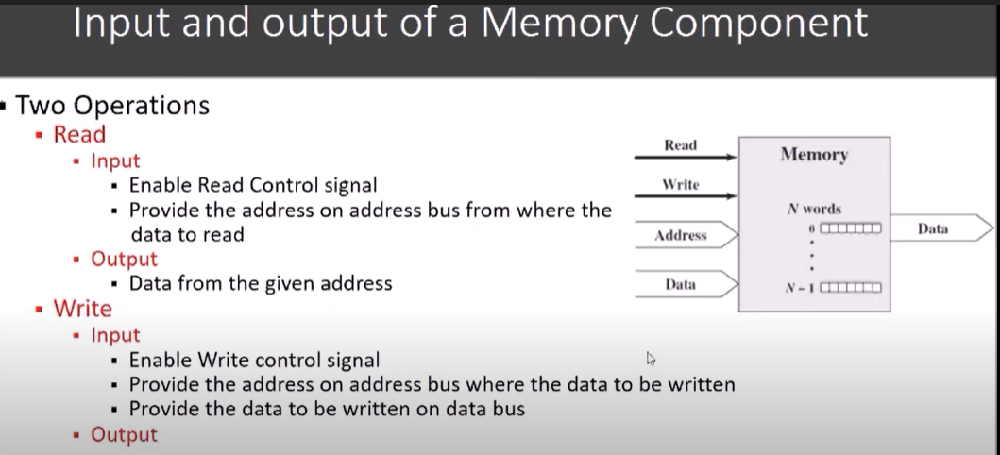 Input and output of a Memory Component
Two Operations
Read
Input
Enable Read Control signal
Provide the address on address bus from where the
data to read
Output
Data from the given address
Write
Input
Enable Write control signal
Provide the address on address bus where the data to be written
Provide the data to be written on data bus
Output
Read
Write
Address
Data
Memory
N words
0
N – 1
Data